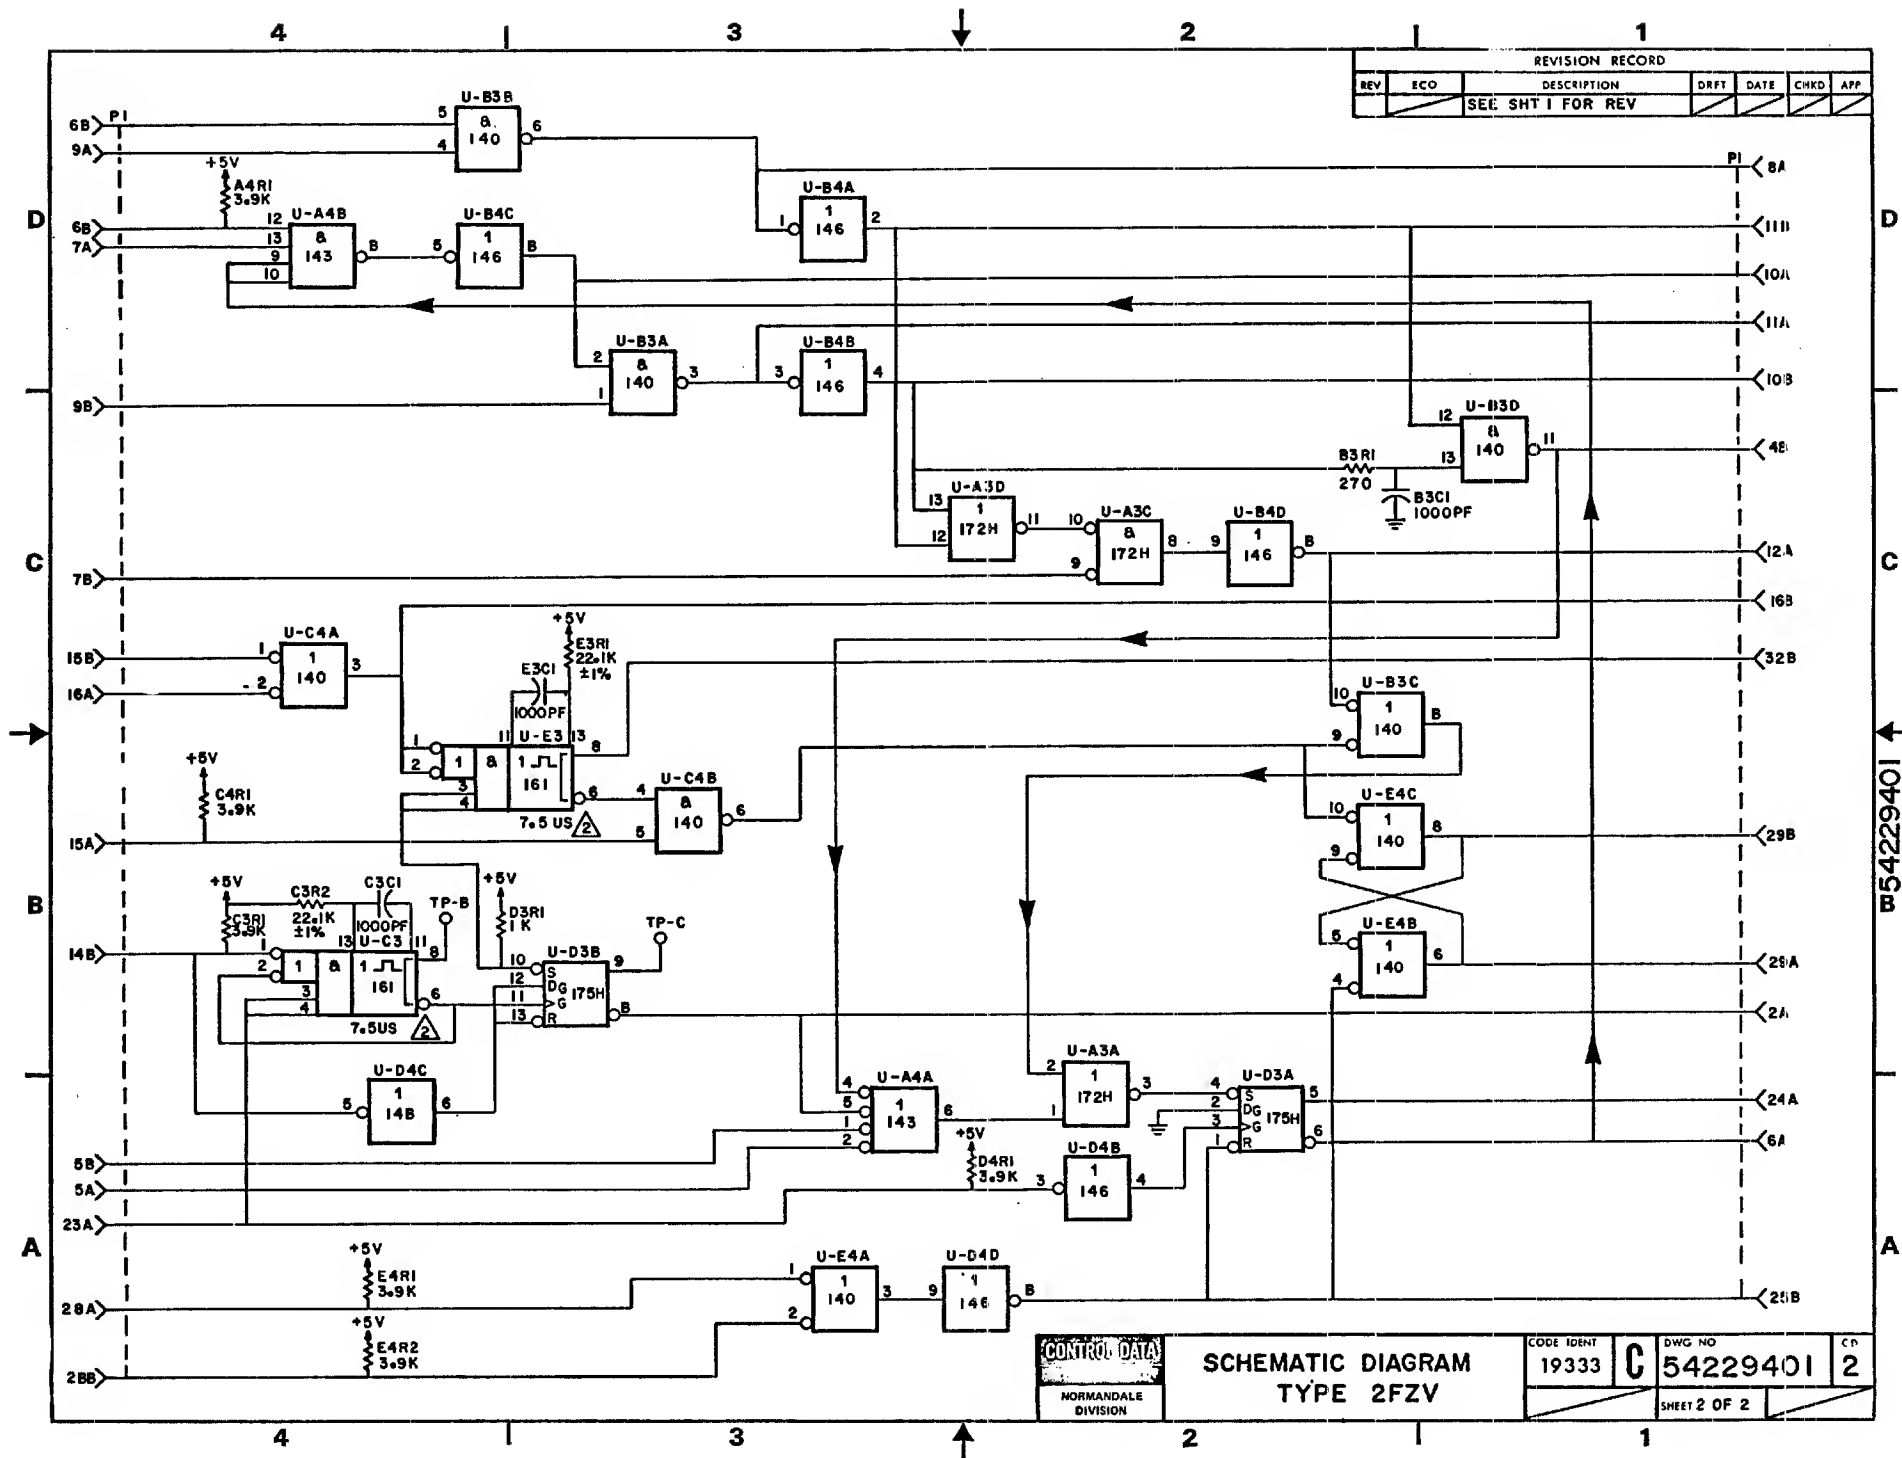 4 3 2 1
REVISION RECORD
REV ECO DESCRIPTION DRFT DATE CHKD APP
SEE SHT 1 FOR REV
D
C
B
A
D
C
B
A
6B P1
9A
U-B3B
5
4
&
140
6
+5V
A4R1
3.9K
6B
7A
U-A4B
12
13
9
10
&
143
8
U-B4C
5
1
146
8
U-B4A
1
1
146
2
P1
8A
11B
10A
11A
10B
4B
12A
16B
32B
U-B3A
2
1
&
140
3
U-B4B
3
1
146
4
9B
U-B3D
12
13
&
140
11
B3R1
270
B3C1
1000PF
U-A3D
13
12
1
172H
11
U-A3C
10
9
&
172H
8
U-B4D
9
1
146
8
7B
U-C4A
15B
16A
1
2
1
140
3
+5V
E3R1
22.1K
±1%
E3C1
1000PF
11 U-E3 13
1
2
3
4
1 & 1
161
8
6
7.5 US 2
+5V
C4R1
3.9K
15A
U-C4B
4
5
&
140
6
U-B3C
10
9
1
140
8
U-E4C
10
9
1
140
8
29B
U-E4B
5
4
1
140
6
29A
2A
+5V
C3R1
3.9K
C3R2
22.1K
±1%
C3C1
1000PF
13 U-C3 11
14B
1
2
3
4
1 & 1
161
8
6
7.5US 2
TP-B
+5V
D3R1
1K
U-D3B
10
12
11
13
S
DG
G
R
175H
9
8
TP-C
U-D4C
5
1
146
6
U-A4A
4
5
1
2
1
143
6
U-A3A
2
1
1
172H
3
U-D3A
4
2
3
1
S
DG
G
R
175H
5
6
24A
6A
+5V
D4R1
3.9K
U-D4B
3
1
146
4
5B
5A
23A
+5V
E4R1
3.9K
28A
+5V
E4R2
3.9K
28B
U-E4A
1
2
1
140
3
U-D4D
9
1
146
8
25B
CONTROL DATA
NORMANDALE
DIVISION
SCHEMATIC DIAGRAM
TYPE 2FZV
CODE IDENT
19333
C
DWG NO
54229401
CD
2
SHEET 2 OF 2
54229401
4 3 2 1